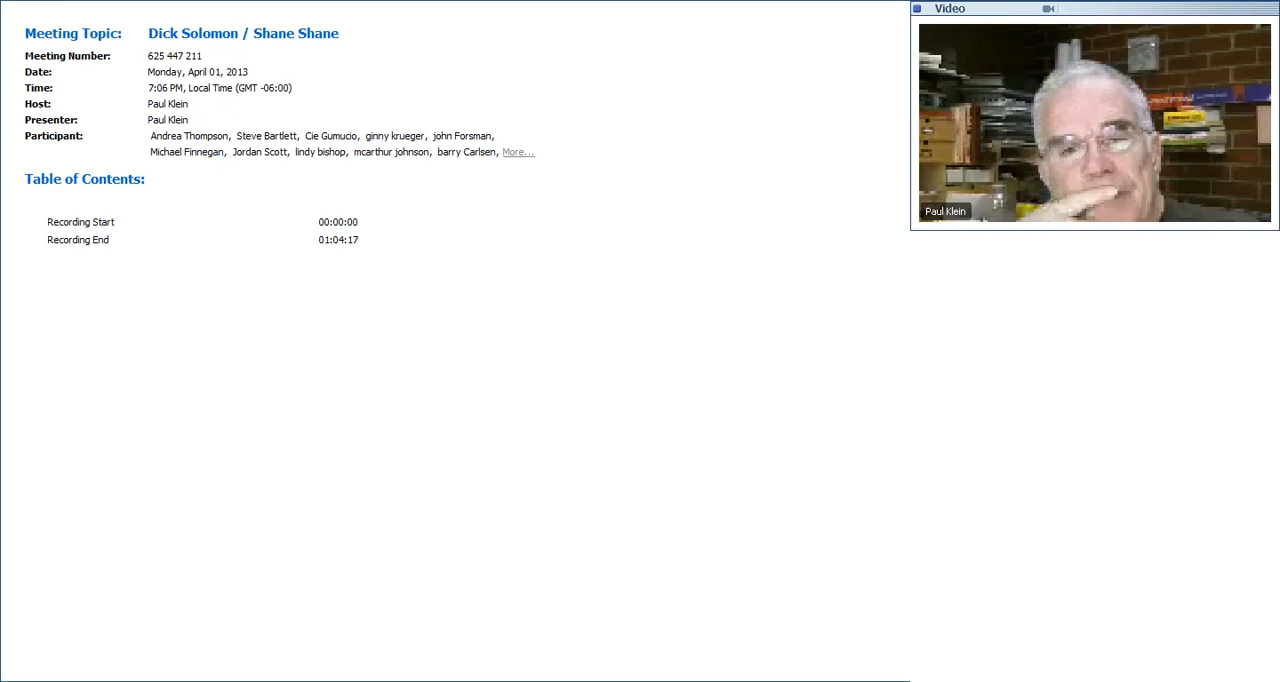 Meeting Topic: Dick Solomon / Shane Shane
Meeting Number: 625 447 211
Date: Monday, April 01, 2013
Time: 7:06 PM, Local Time (GMT -06:00)
Host: Paul Klein
Presenter: Paul Klein
Participant: Andrea Thompson, Steve Bartlett, Cie Gumucio, ginny krueger, john Forsman,
Michael Finnegan, Jordan Scott, lindy bishop, mcarthur johnson, barry Carlsen, More...
Table of Contents:
Recording Start 00:00:00
Recording End 01:04:17
Video
Paul Klein